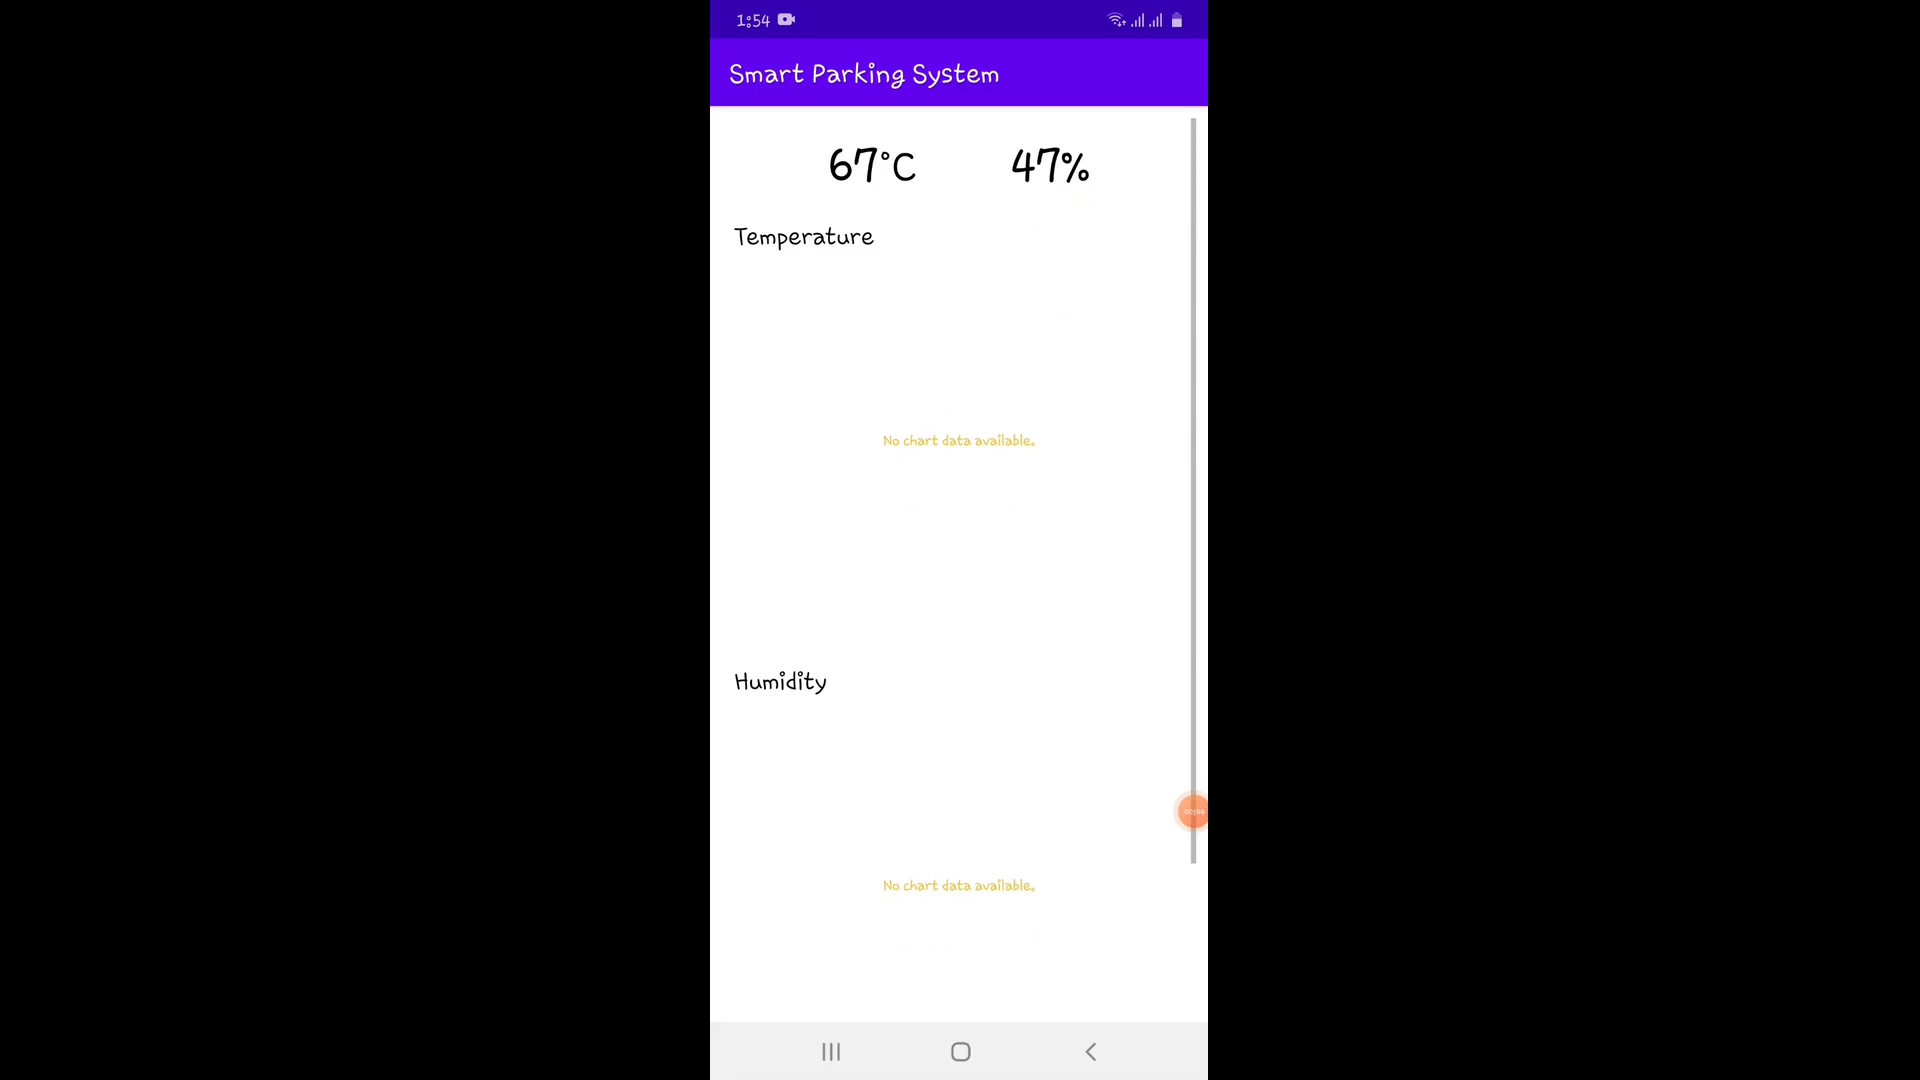 1:54
Smart Parking System
67°C 47%
Temperature
No chart data available.
Humidity
No chart data available.